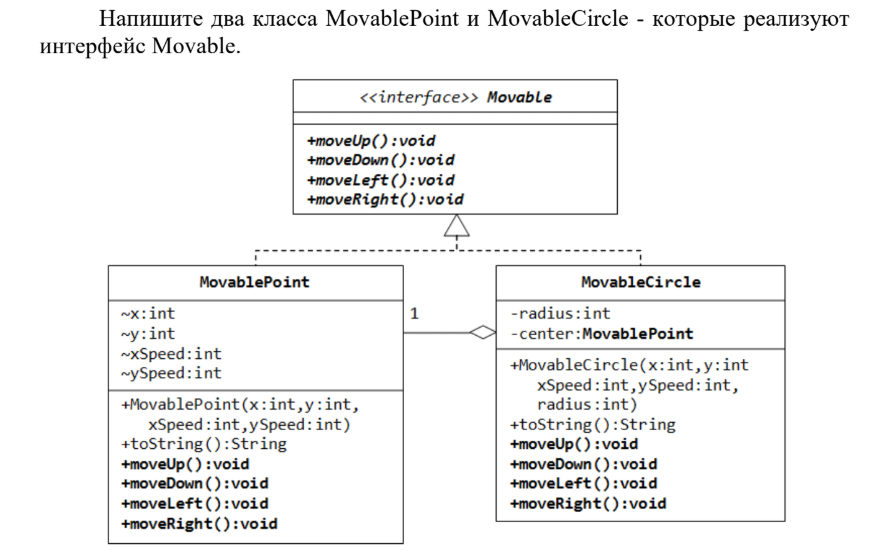 Напишите два класса MovablePoint и MovableCircle - которые реализуют
интерфейс Movable.
<<interface>> Movable
+moveUp():void
+moveDown():void
+moveLeft():void
+moveRight():void
MovablePoint
~x:int
~y:int
~xSpeed:int
~ySpeed:int
+MovablePoint(x:int,y:int,
xSpeed:int,ySpeed:int)
+toString():String
+moveUp():void
+moveDown():void
+moveLeft():void
+moveRight():void
1
MovableCircle
-radius:int
-center:MovablePoint
+MovableCircle(x:int,y:int
xSpeed:int,ySpeed:int,
radius:int)
+toString():String
+moveUp():void
+moveDown():void
+moveLeft():void
+moveRight():void